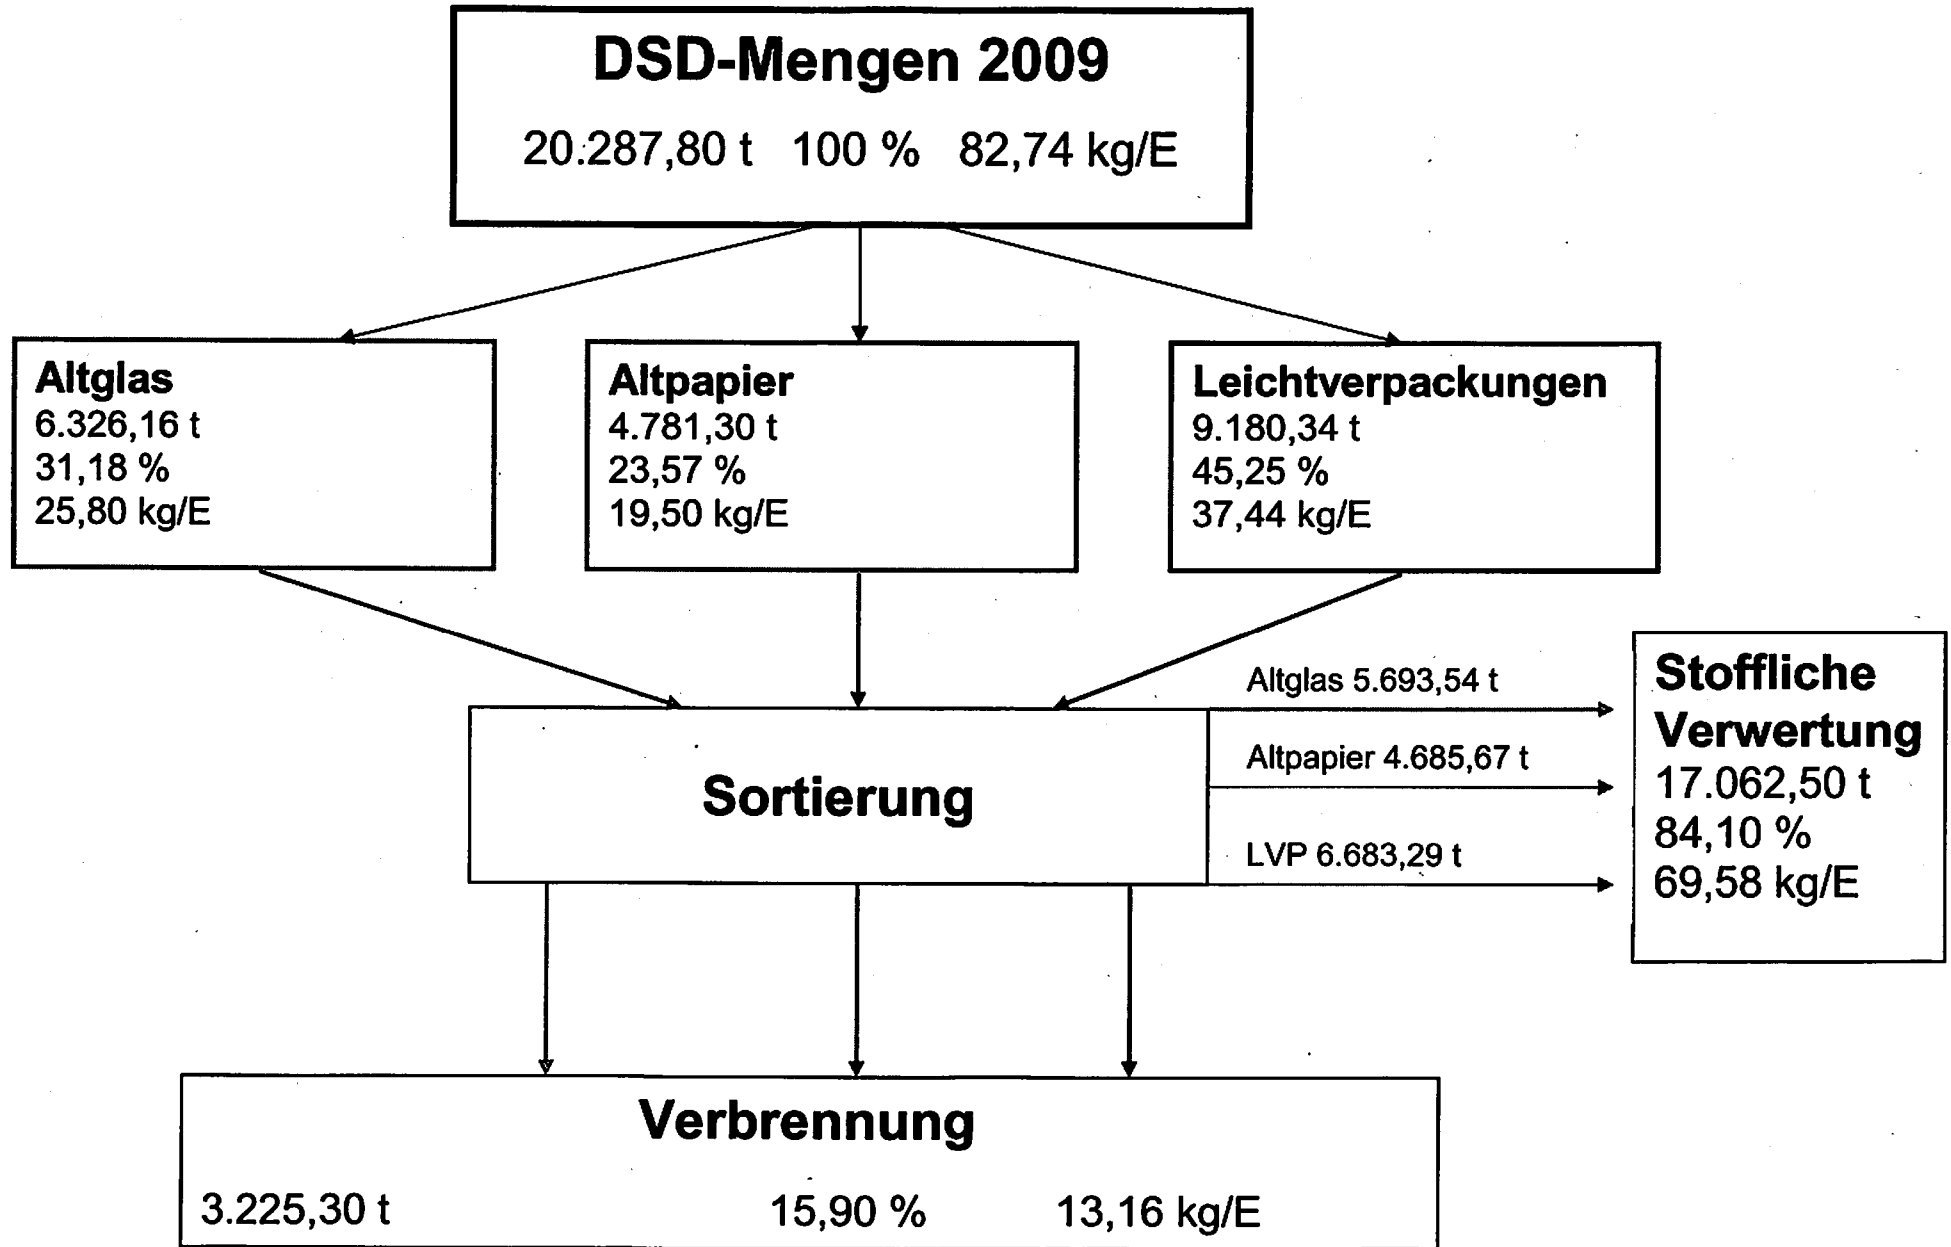 DSD-Mengen 2009
20.287,80 t 100 % 82,74 kg/E
Altglas
6.326,16 t
31,18 %
25,80 kg/E
Altpapier
4.781,30 t
23,57 %
19,50 kg/E
Leichtverpackungen
9.180,34 t
45,25 %
37,44 kg/E
Sortierung
Altglas 5.693,54 t
Altpapier 4.685,67 t
LVP 6.683,29 t
Stoffliche
Verwertung
17.062,50 t
84,10 %
69,58 kg/E
Verbrennung
3.225,30 t 15,90 % 13,16 kg/E